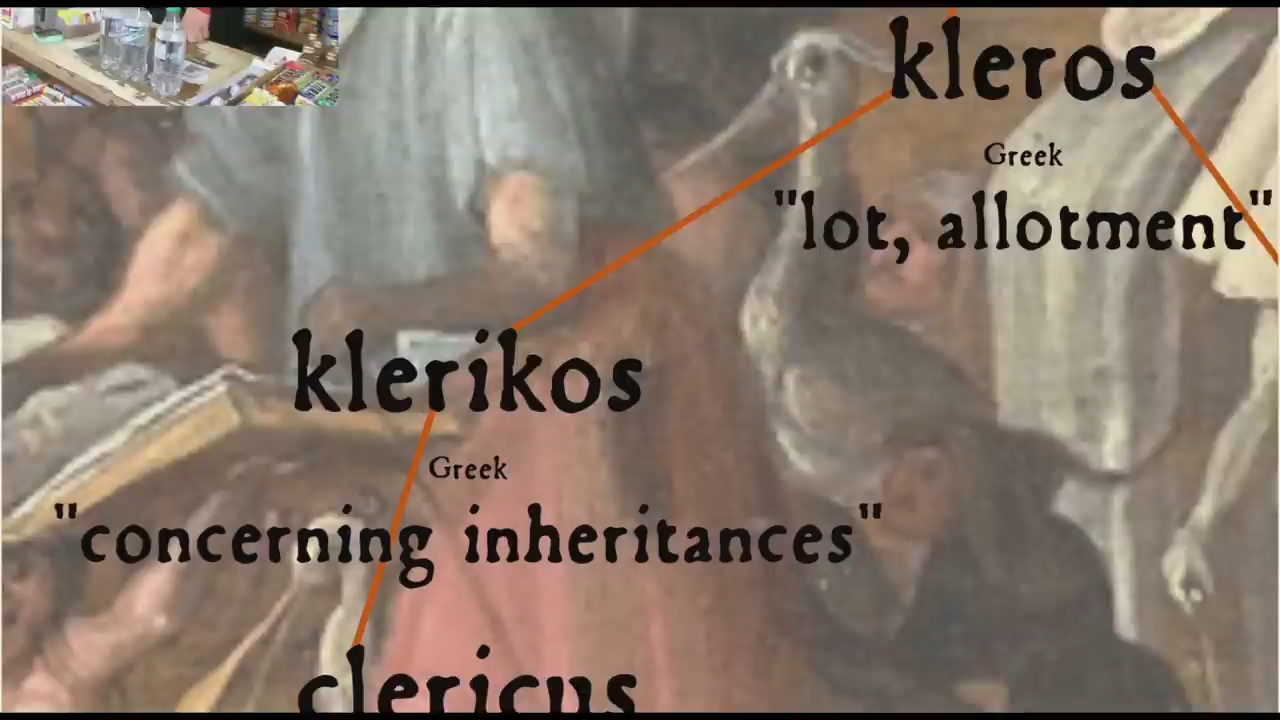 kleros
Greek
"lot, allotment"
klerikos
Greek
"concerning inheritances"
clericus